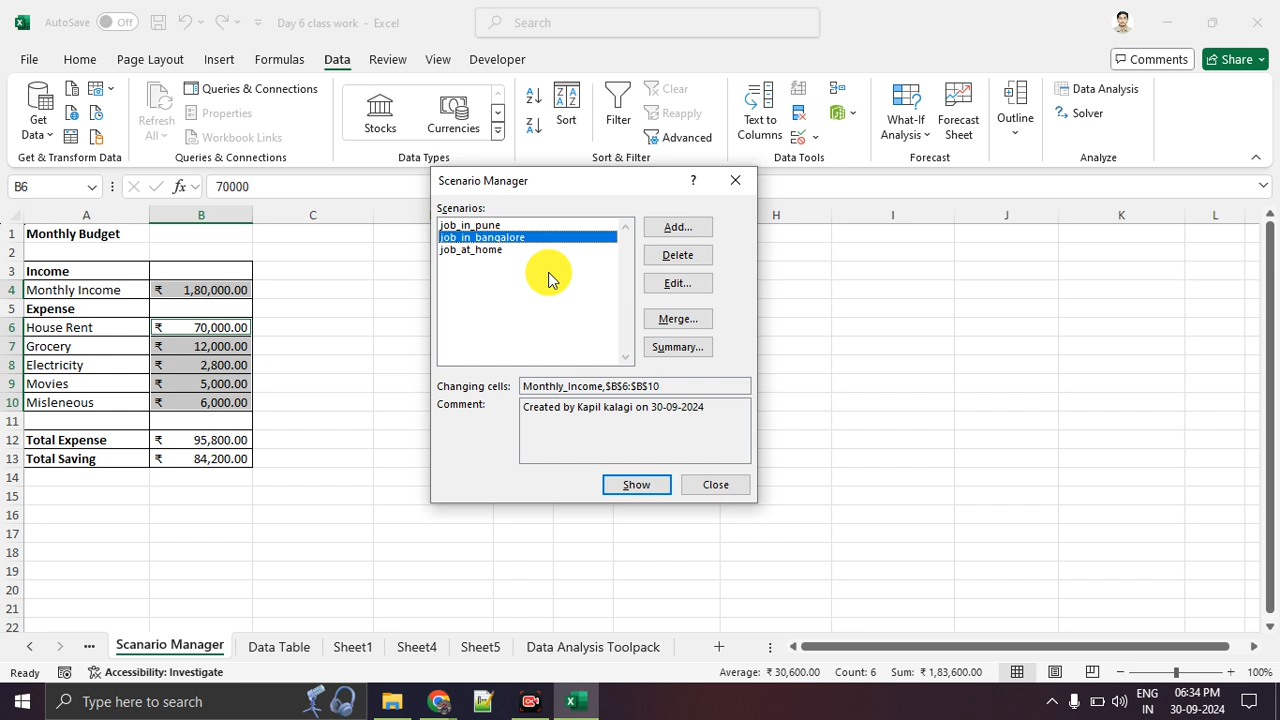 AutoSave Off Day 6 class work - Excel Search
File Home Page Layout Insert Formulas Data Review View Developer Comments Share
Get Data Queries & Connections
Refresh All Properties
Workbook Links
Stocks Currencies
Sort Filter Clear
Reapply
Advanced
Text to Columns What-If Analysis Forecast Sheet Outline Data Analysis
Solver
Get & Transform Data Queries & Connections Data Types Sort & Filter Data Tools Forecast Analyze
B6 fx 70000
Scenario Manager ? ×
Scenarios:
job_in_pune
job_in_bangalore
job_at_home
Add...
Delete
Edit...
Merge...
Summary...
Changing cells: Monthly_Income,$B$6:$B$10
Comment: Created by Kapil kalagi on 30-09-2024
Show Close
A B C H I J K L
1 Monthly Budget
2
3 Income
4 Monthly Income ₹ 1,80,000.00
5 Expense
6 House Rent ₹ 70,000.00
7 Grocery ₹ 12,000.00
8 Electricity ₹ 2,800.00
9 Movies ₹ 5,000.00
10 Misleneous ₹ 6,000.00
11
12 Total Expense ₹ 95,800.00
13 Total Saving ₹ 84,200.00
14
15
16
17
18
19
20
21
22
Scanario Manager Data Table Sheet1 Sheet4 Sheet5 Data Analysis Toolpack
Ready Accessibility: Investigate Average: ₹ 30,600.00 Count: 6 Sum: ₹ 1,83,600.00 100%
Type here to search ENG IN 06:34 PM 30-09-2024